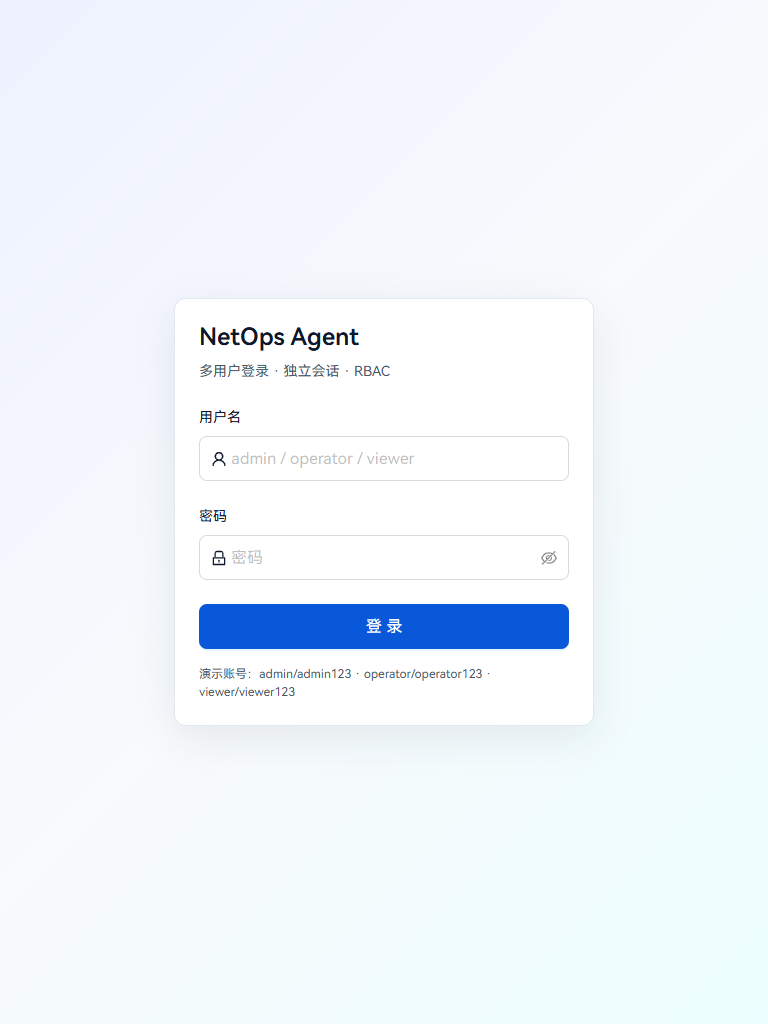 NetOps Agent
多用户登录 · 独立会话 · RBAC
用户名
admin / operator / viewer
密码
密码
登 录
演示账号：admin/admin123 · operator/operator123 ·
viewer/viewer123